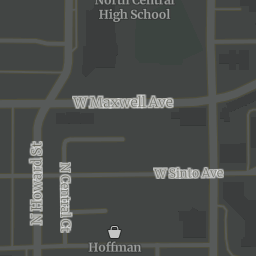 North Central
High School
W Maxwell Ave
W Sinto Ave
N Howard St
N Central Ct
Hoffman